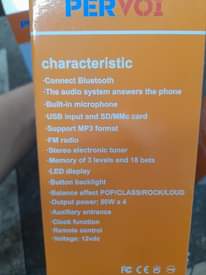 PERVOI
characteristic
·Connect Bluetooth
·The audio system answers the phone
·Built-in microphone
·USB input and SD/MMc card
·Support MP3 format
·FM radio
·Stereo electronic tuner
·Memory of 3 levels and 18 bets
·LED display
·Button backlight
·Balance effect POP/CLASS/ROCK/LOUD
·Output power: 60W x 4
·Auxiliary entrance
·Clock function
·Remote control
·Voltage: 12vdc
FC CE